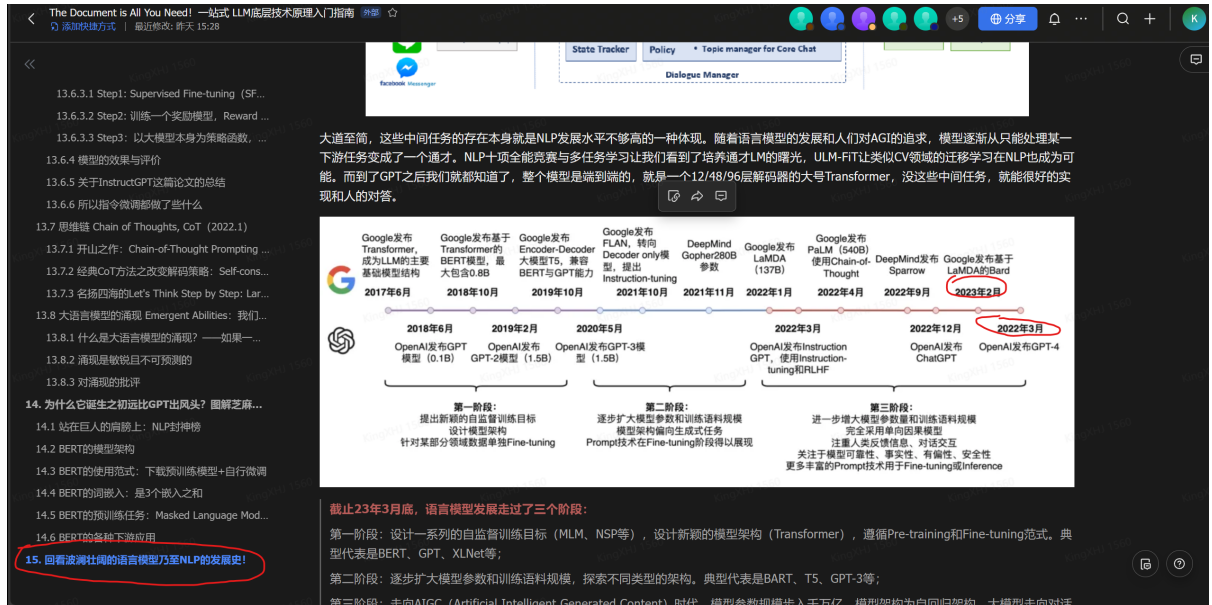 The Document is All You Need! 一站式 LLM底层技术原理入门指南 外部
添加快捷方式 | 最近修改: 昨天 15:28
+5
分享
K
13.6.3.1 Step1: Supervised Fine-tuning（SF...
13.6.3.2 Step2: 训练一个奖励模型，Reward ...
13.6.3.3 Step3：以大模型本身为策略函数，...
13.6.4 模型的效果与评价
13.6.5 关于InstructGPT这篇论文的总结
13.6.6 所以指令微调都做了些什么
13.7 思维链 Chain of Thoughts, CoT（2022.1）
13.7.1 开山之作：Chain-of-Thought Prompting ...
13.7.2 经典CoT方法之改变解码策略：Self-cons...
13.7.3 名扬四海的Let's Think Step by Step: Lar...
13.8 大语言模型的涌现 Emergent Abilities：我们...
13.8.1 什么是大语言模型的涌现？——如果一...
13.8.2 涌现是敏锐且不可预测的
13.8.3 对涌现的批评
14. 为什么它诞生之初远比GPT出风头？图解芝麻...
14.1 站在巨人的肩膀上：NLP封神榜
14.2 BERT的模型架构
14.3 BERT的使用范式：下载预训练模型+自行微调
14.4 BERT的词嵌入：是3个嵌入之和
14.5 BERT的预训练任务：Masked Language Mod...
14.6 BERT的各种下游应用
15. 回看波澜壮阔的语言模型乃至NLP的发展史！
facebook Messenger
State Tracker
Policy
• Topic manager for Core Chat
Dialogue Manager
大道至简，这些中间任务的存在本身就是NLP发展水平不够高的一种体现。随着语言模型的发展和人们对AGI的追求，模型逐渐从只能处理某一
下游任务变成了一个通才。NLP十项全能竞赛与多任务学习让我们看到了培养通才LM的曙光，ULM-FiT让类似CV领域的迁移学习在NLP也成为可
能。而到了GPT之后我们就都知道了，整个模型是端到端的，就是一个12/48/96层解码器的大号Transformer，没这些中间任务，就能很好的实
现和人的对答。
Google发布
Transformer，
成为LLM的主要
基础模型结构
2017年6月
Google发布基于
Transformer的
BERT模型，最
大包含0.8B
2018年10月
Google发布
Encoder-Decoder
大模型T5，兼容
BERT与GPT能力
2019年10月
Google发布
FLAN，转向
Decoder only模
型，提出
Instruction-tuning
2021年10月
DeepMind
Gopher280B
参数
2021年11月
Google发布
LaMDA
(137B)
2022年1月
Google发布
PaLM（540B）
使用Chain-of-
Thought
2022年4月
DeepMind发布
Sparrow
2022年9月
Google发布基于
LaMDA的Bard
2023年2月
2018年6月
OpenAI发布GPT
模型（0.1B）
2019年2月
OpenAI发布
GPT-2模型（1.5B）
2020年5月
OpenAI发布GPT-3模
型（1.5B）
2022年3月
OpenAI发布Instruction
GPT，使用Instruction-
tuning和RLHF
2022年12月
OpenAI发布
ChatGPT
2022年3月
OpenAI发布GPT-4
第一阶段：
提出新颖的自监督训练目标
设计模型架构
针对某部分领域数据单独Fine-tuning
第二阶段：
逐步扩大模型参数和训练语料规模
模型架构偏向生成式任务
Prompt技术在Fine-tuning阶段得以展现
第三阶段：
进一步增大模型参数量和训练语料规模
完全采用单向因果模型
注重人类反馈信息、对话交互
关注于模型可靠性、事实性、有偏性、安全性
更多丰富的Prompt技术用于Fine-tuning或Inference
截止23年3月底，语言模型发展走过了三个阶段：
第一阶段：设计一系列的自监督训练目标（MLM、NSP等），设计新颖的模型架构（Transformer），遵循Pre-training和Fine-tuning范式。典
型代表是BERT、GPT、XLNet等；
第二阶段：逐步扩大模型参数和训练语料规模，探索不同类型的架构。典型代表是BART、T5、GPT-3等；
第三阶段：走向AIGC（Artificial Intelligent Generated Content）时代，模型参数规模步入千万亿，模型架构为自回归架构，大模型走向对话